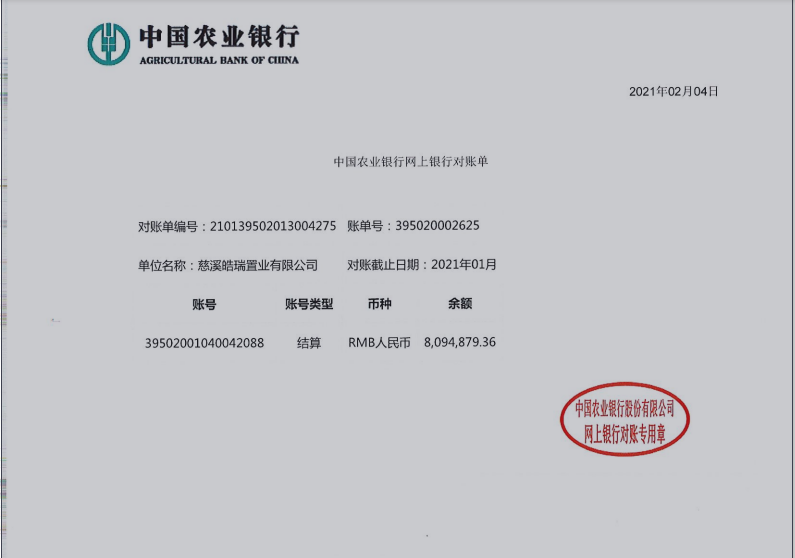 中国农业银行
AGRICULTURAL BANK OF CHINA
2021年02月04日
中国农业银行网上银行对账单
对账单编号：210139502013004275 账单号：395020002625
单位名称：慈溪皓瑞置业有限公司 对账截止日期：2021年01月
账号 账号类型 币种 余额
39502001040042088 结算 RMB人民币 8,094,879.36
中国农业银行股份有限公司
网上银行对账专用章